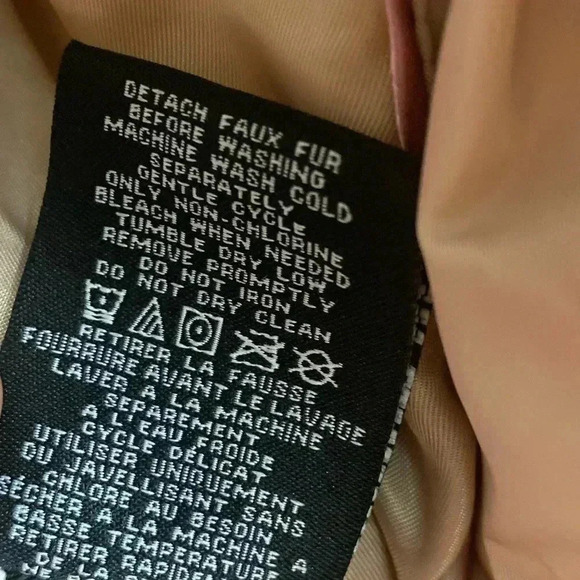 DETACH FAUX FUR
BEFORE WASHING
MACHINE WASH COLD
SEPARATELY
GENTLE CYCLE
ONLY NON-CHLORINE
BLEACH WHEN NEEDED
TUMBLE DRY LOW
REMOVE PROMPTLY
DO NOT IRON
DO NOT DRY CLEAN
RETIRER LA FAUSSE
FOURRURE AVANT LE LAVAGE
LAVER A LA MACHINE
SEPAREMENT
A L'EAU FROIDE
CYCLE DÉLICAT
UTILISER UNIQUEMENT
OU JAVELLISANT SANS
CHLORE AU BESOIN
SÉCHER A LA MACHINE A
BASSE TEMPERATURE
RETIRER
DE LA